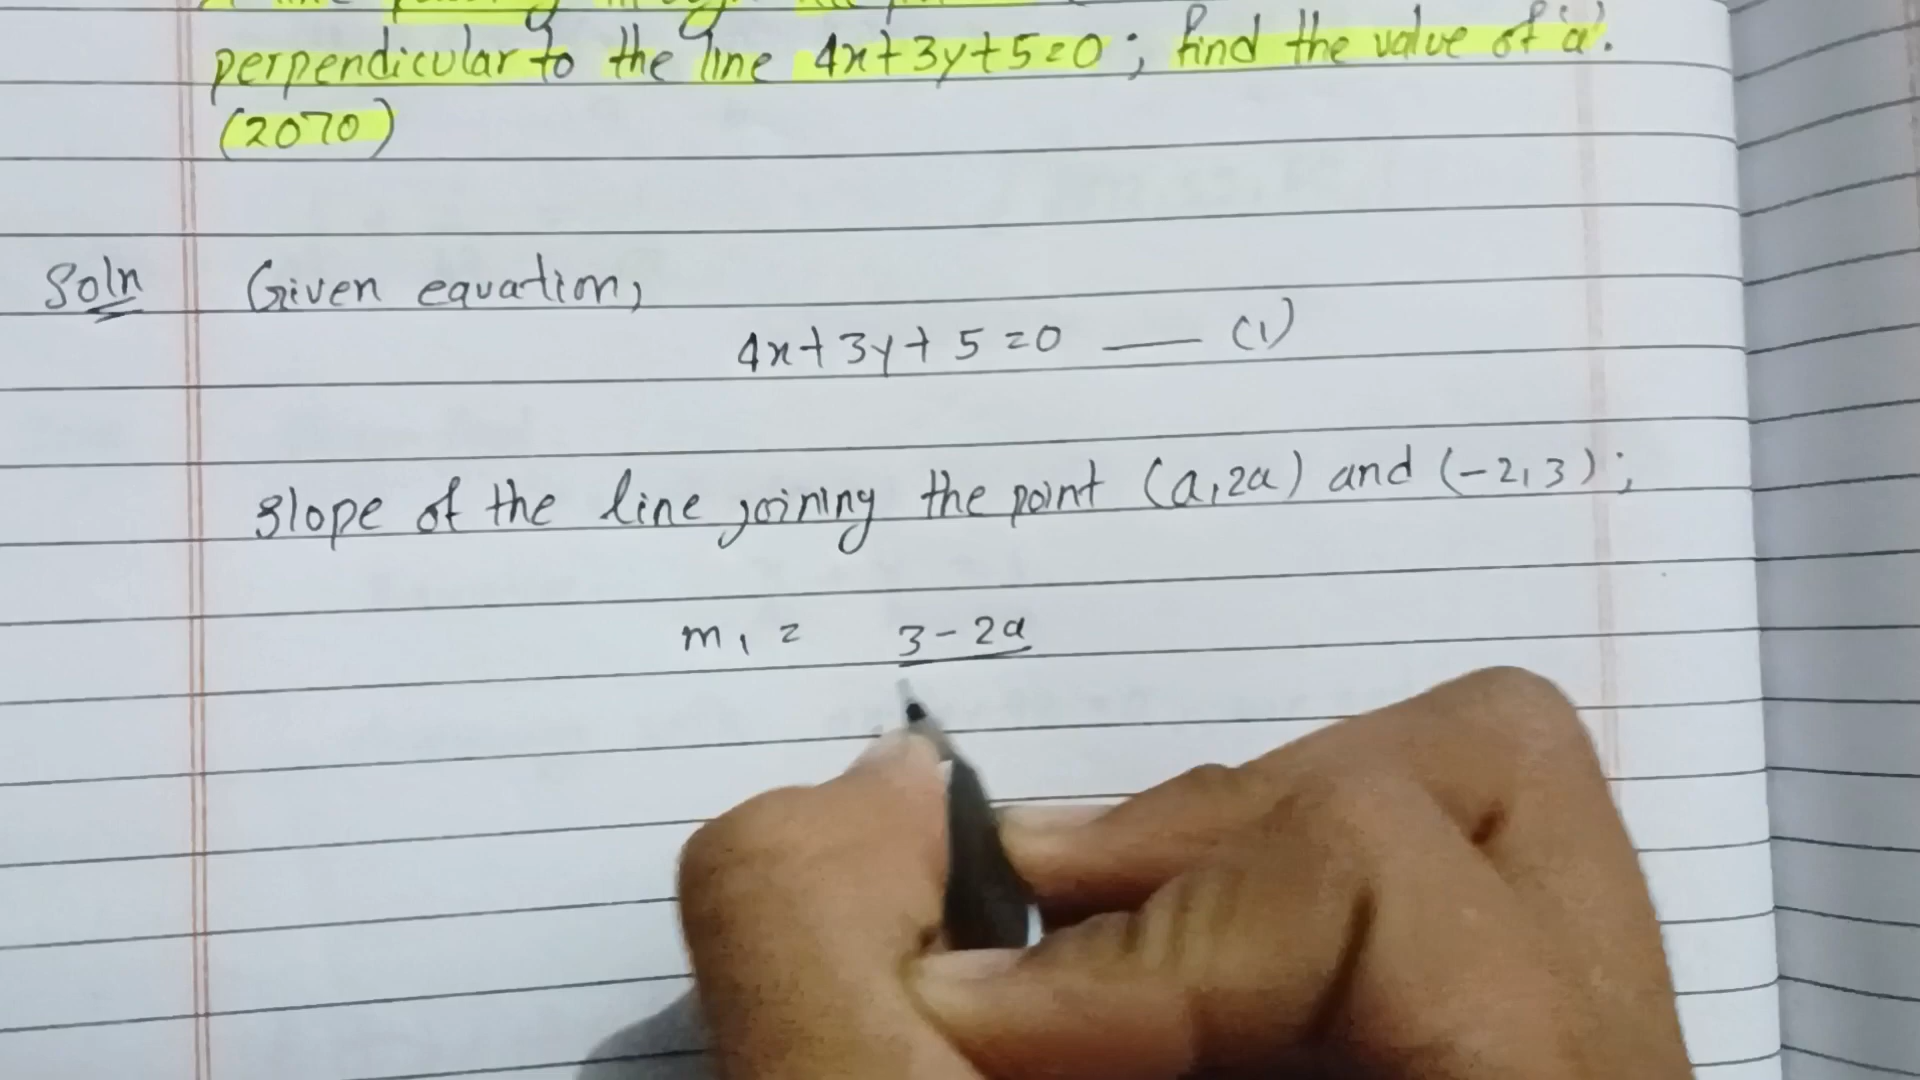 perpendicular to the line 4x+3y+5=0; find the value of 'a'.
(2070)
Soln Given equation,
4x+3y+5=0 — (1)
slope of the line joining the point (a,2a) and (-2,3);
m1 = 3-2a